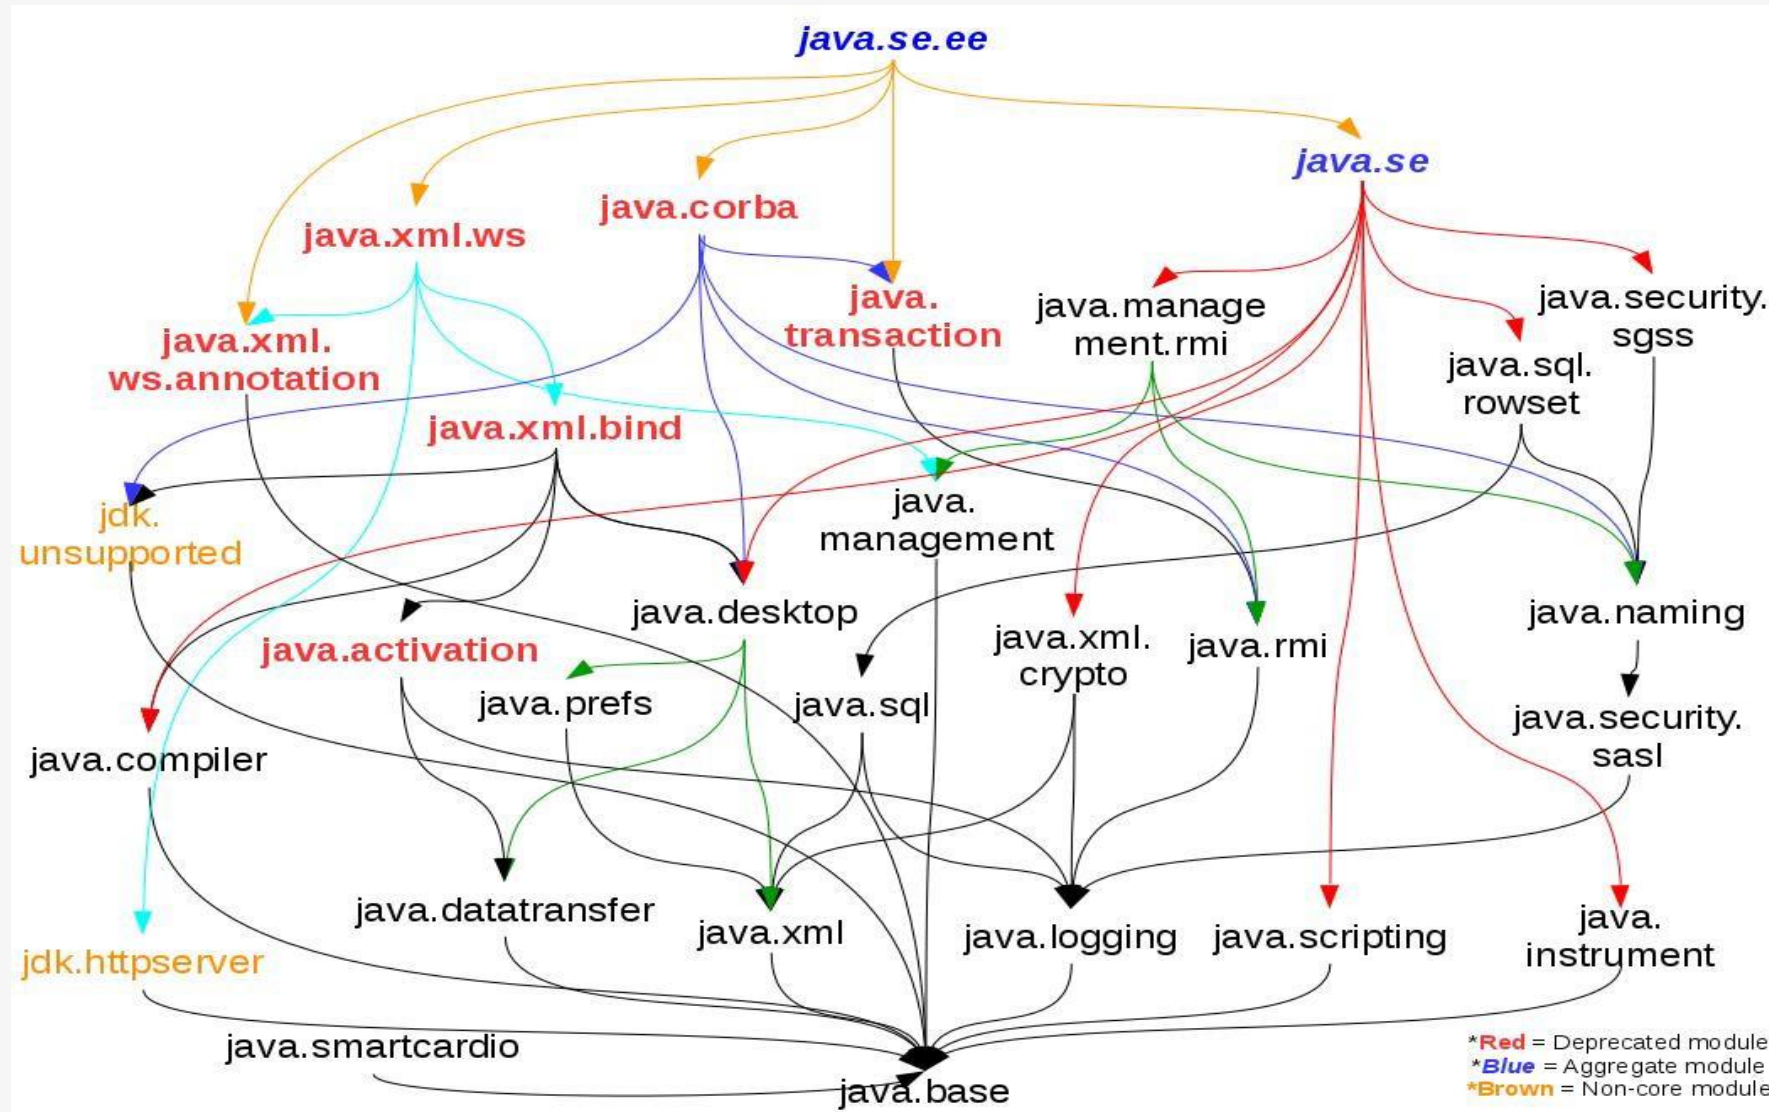 java.se.ee
java.se
java.corba
java.xml.ws
java.
transaction
java.manage
ment.rmi
java.security.
sgss
java.xml.
ws.annotation
java.sql.
rowset
java.xml.bind
jdk.
unsupported
java.
management
java.desktop
java.xml.
crypto
java.rmi
java.naming
java.activation
java.prefs
java.sql
java.security.
sasl
java.compiler
java.datatransfer
java.xml
java.logging
java.scripting
java.
instrument
jdk.httpserver
java.smartcardio
java.base
*Red = Deprecated module
*Blue = Aggregate module
*Brown = Non-core module